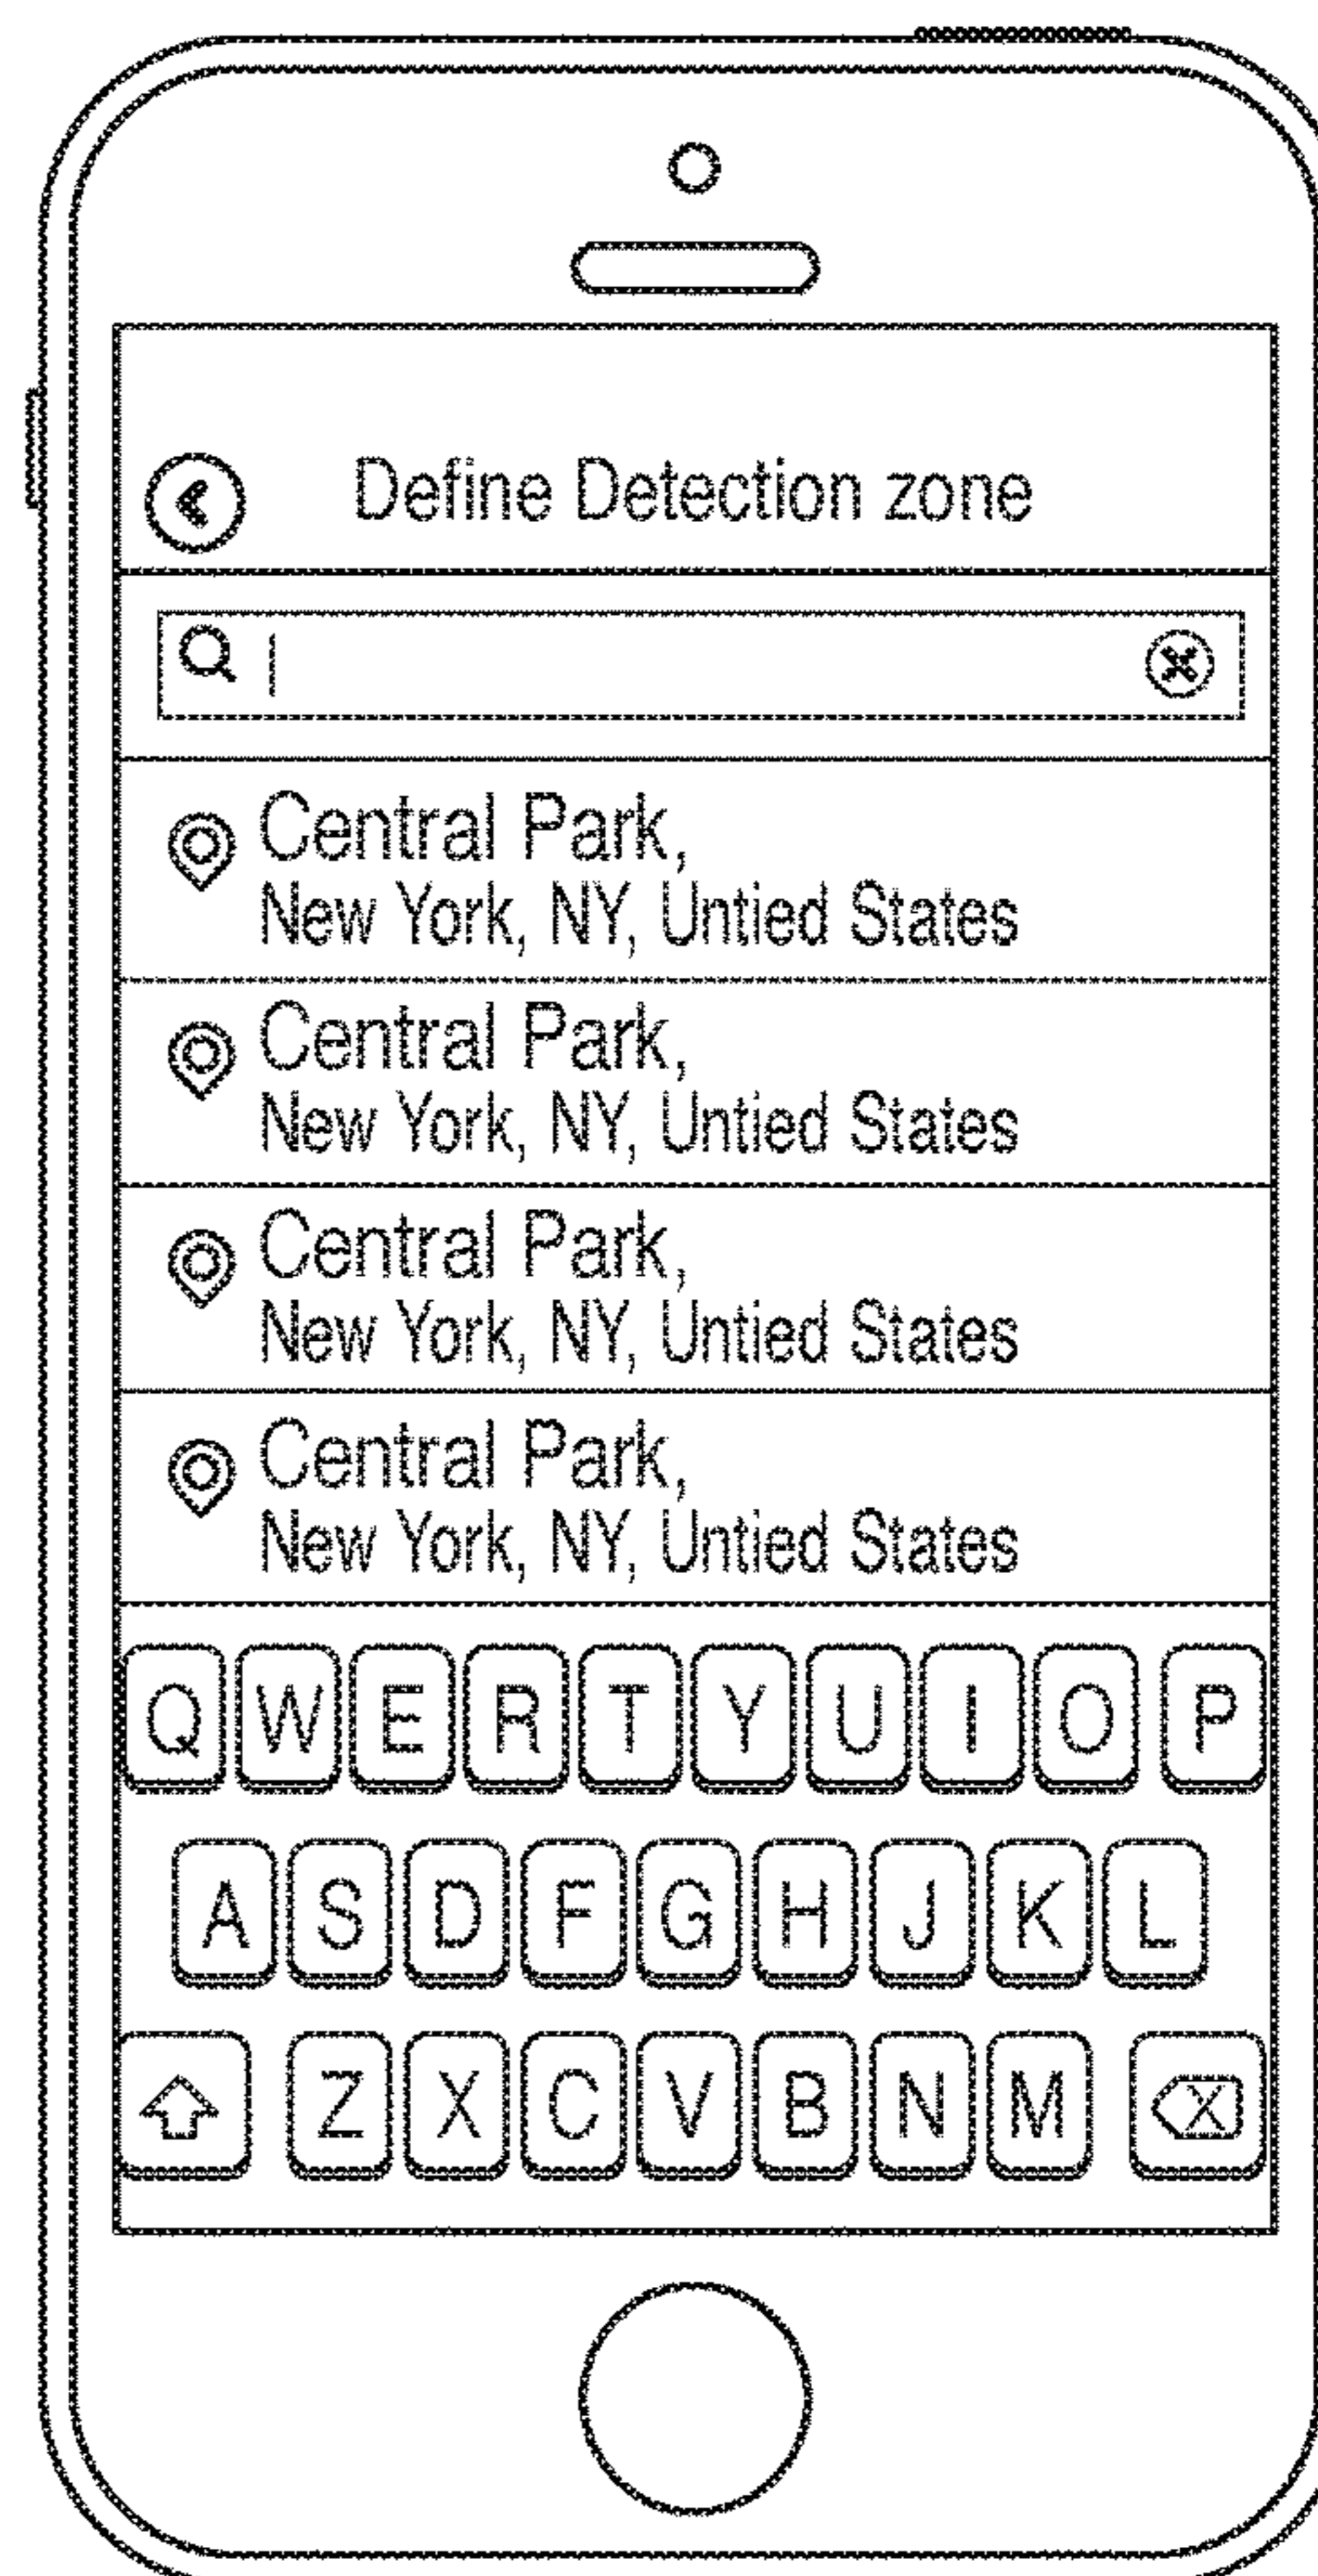 Define Detection zone
Central Park,
New York, NY, Untied States
Central Park,
New York, NY, Untied States
Central Park,
New York, NY, Untied States
Central Park,
New York, NY, Untied States
Q W E R T Y U I O P
A S D F G H J K L
Z X C V B N M